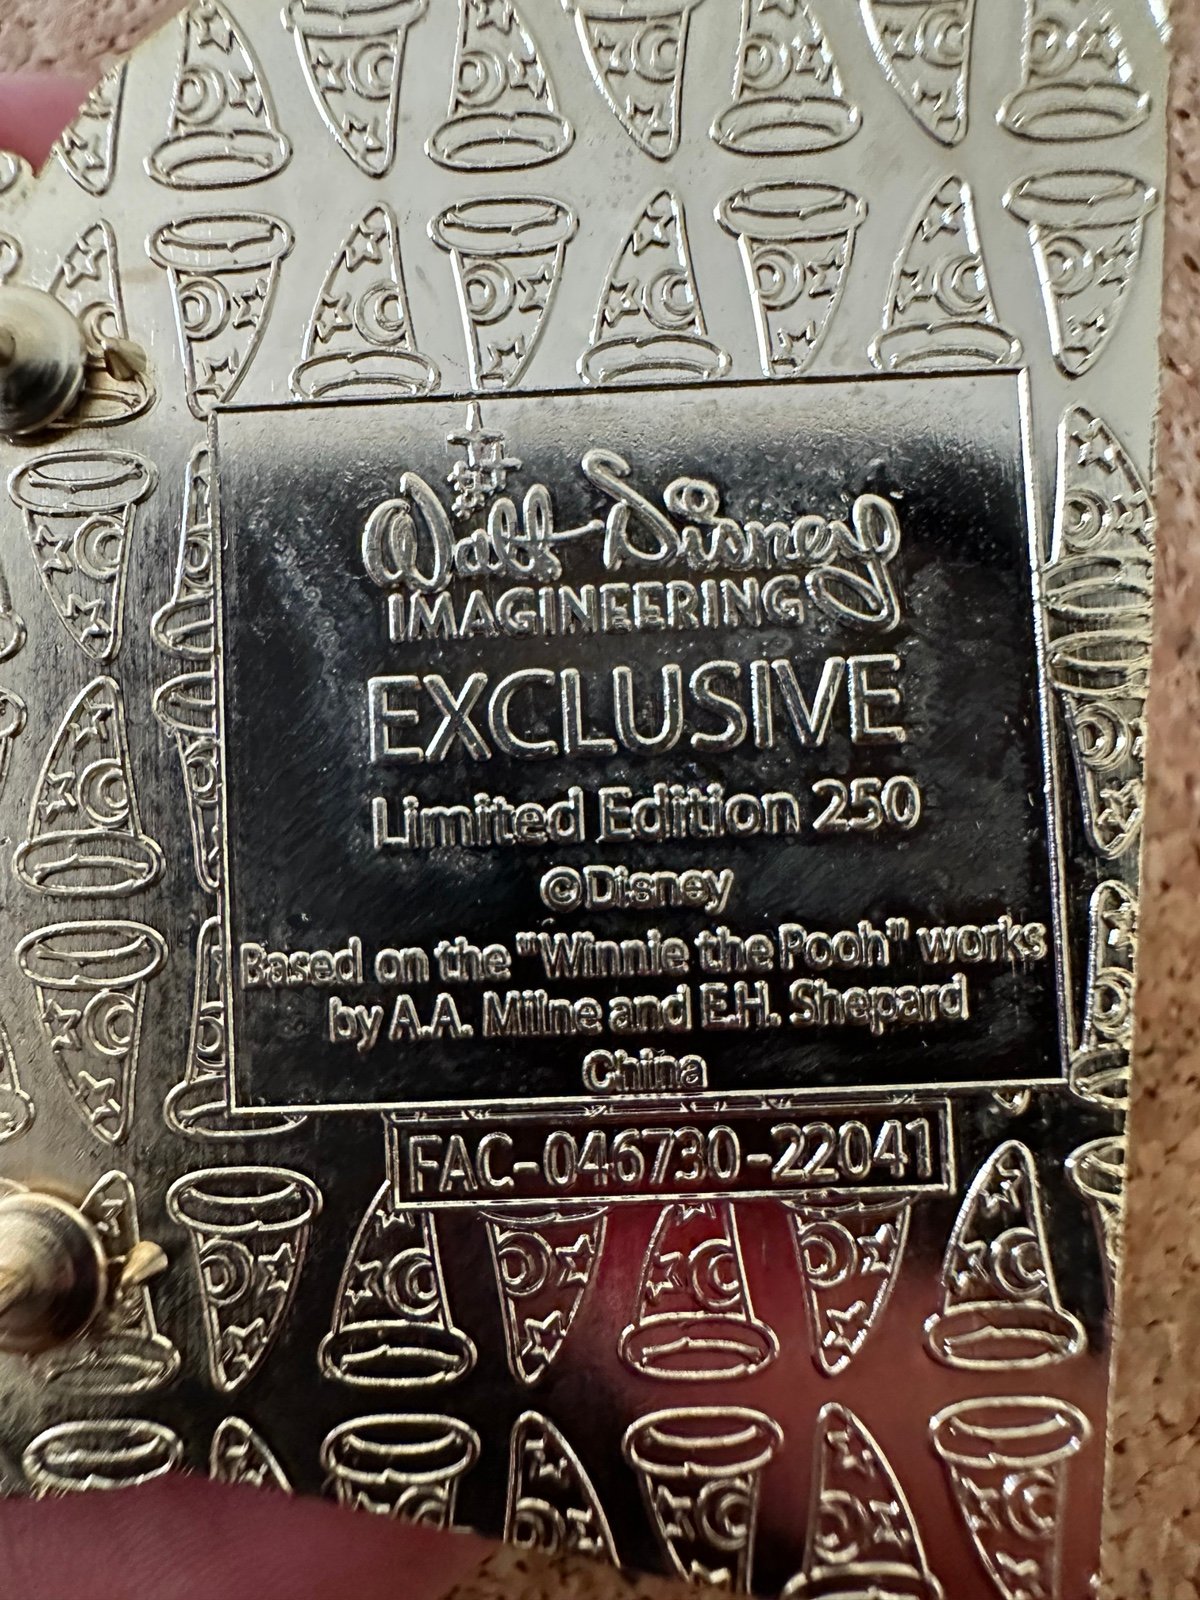 Walt Disney
IMAGINEERING
EXCLUSIVE
Limited Edition 250
©Disney
Based on the "Winnie the Pooh" works
by A.A. Milne and E.H. Shepard
China
FAC-046730-22041